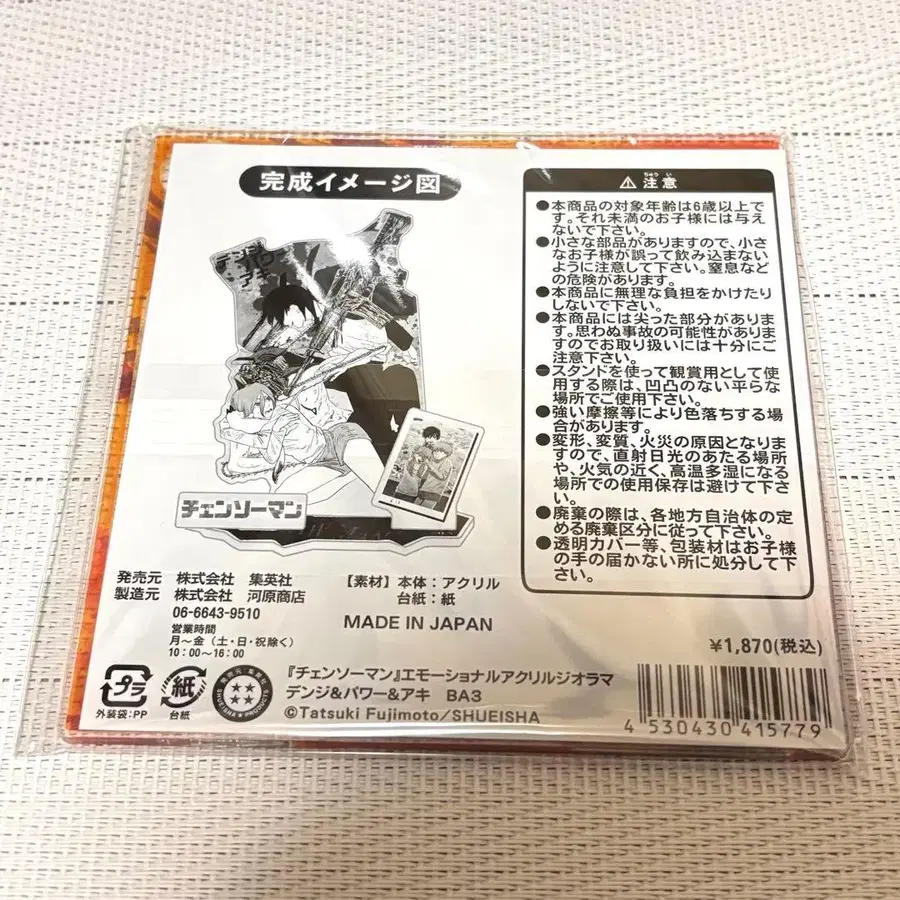 完成イメージ図
デンジ
パワー
アキ
チェンソーマン
ちゅうい
⚠注意
●本商品の対象年齢は6歳以上で
す。それ未満のお子様には与え
ないで下さい。
●小さな部品がありますので、小さ
なお子様が誤って飲み込まない
ように注意して下さい。窒息など
の危険があります。
●本商品に無理な負担をかけたり
しないで下さい。
●本商品には尖った部分がありま
す。思わぬ事故の可能性がありま
すのでお取り扱いには十分にご
注意下さい。
●スタンドを使って観賞用として使
用する際は、凹凸のない平らな
場所でご使用下さい。
●強い摩擦等により色落ちする場
合があります。
●変形、変質、火災の原因となりま
すので、直射日光のあたる場所
や、火気の近く、高温多湿になる
場所での使用保存は避けて下さ
い。
●廃棄の際は、各地方自治体の定
める廃棄区分に従って下さい。
●透明カバー等、包装材はお子様
の手の届かない所に処分して下
さい。
発売元 株式会社 集英社
製造元 株式会社 河原商店
06-6643-9510
営業時間
月〜金(土・日・祝除く)
10:00〜16:00
【素材】本体:アクリル
台紙:紙
MADE IN JAPAN
¥1,870(税込)
プラ
外装袋:PP
紙
台紙
SHUEISHA PRODUCTS
『チェンソーマン』エモーショナルアクリルジオラマ
デンジ&パワー&アキ BA3
©Tatsuki Fujimoto/SHUEISHA
4 530430 415779